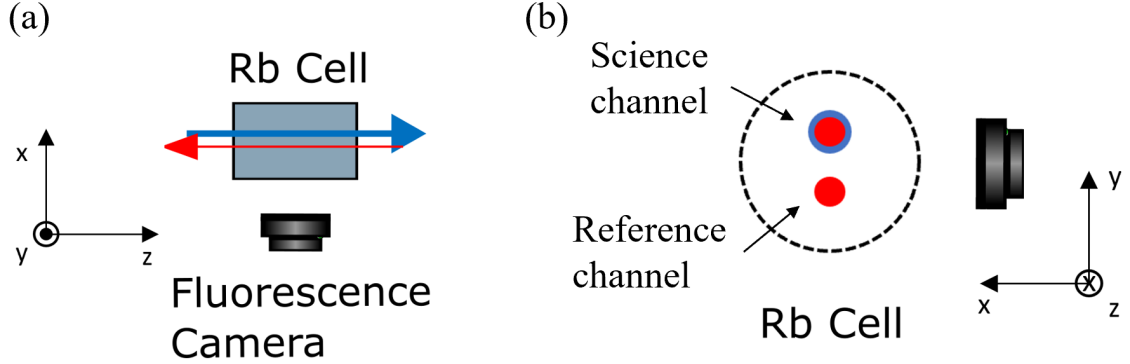 (a)
Rb Cell
x
y
z
Fluorescence
Camera
(b)
Science
channel
Reference
channel
Rb Cell
y
x
x
z